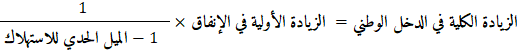 1
الزيادة الكلية في الدخل الوطني = الزيادة الأولية في الإنفاق ×
1 − الميل الحدي للاستهلاك